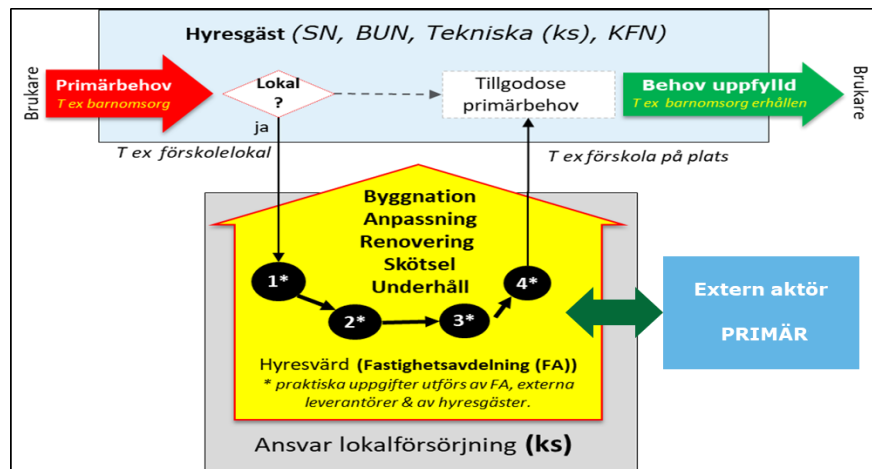 Hyresgäst (SN, BUN, Tekniska (ks), KFN)
Brukare
Primärbehov
T ex barnomsorg
Lokal
?
Tillgodose
primärbehov
Behov uppfylld
T ex barnomsorg erhållen
Brukare
ja
T ex förskolelokal
T ex förskola på plats
Byggnation
Anpassning
Renovering
Skötsel
Underhåll
1*
2*
3*
4*
Extern aktör
PRIMÄR
Hyresvärd (Fastighetsavdelning (FA))
* praktiska uppgifter utförs av FA, externa
leverantörer & av hyresgäster.
Ansvar lokalförsörjning (ks)